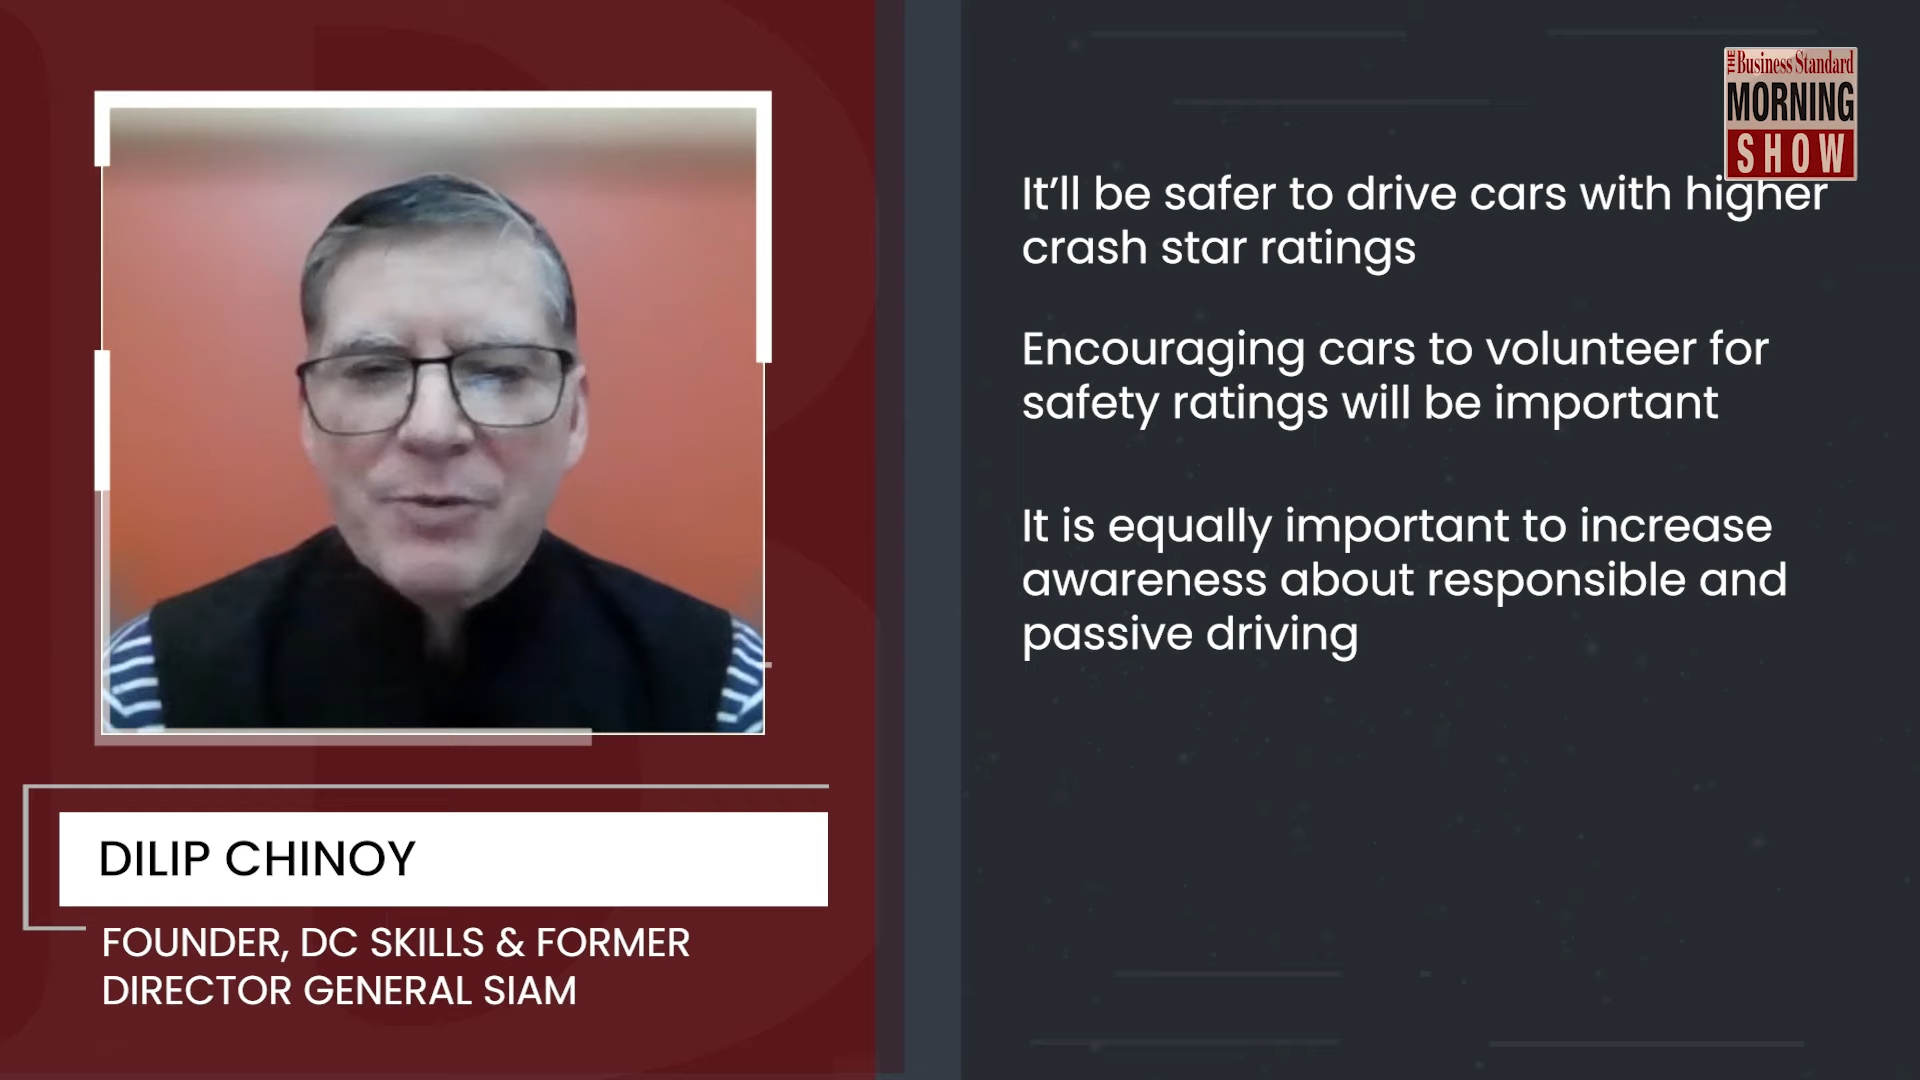 THE Business Standard
MORNING
SHOW
It’ll be safer to drive cars with higher
crash star ratings
Encouraging cars to volunteer for
safety ratings will be important
It is equally important to increase
awareness about responsible and
passive driving
DILIP CHINOY
FOUNDER, DC SKILLS & FORMER
DIRECTOR GENERAL SIAM